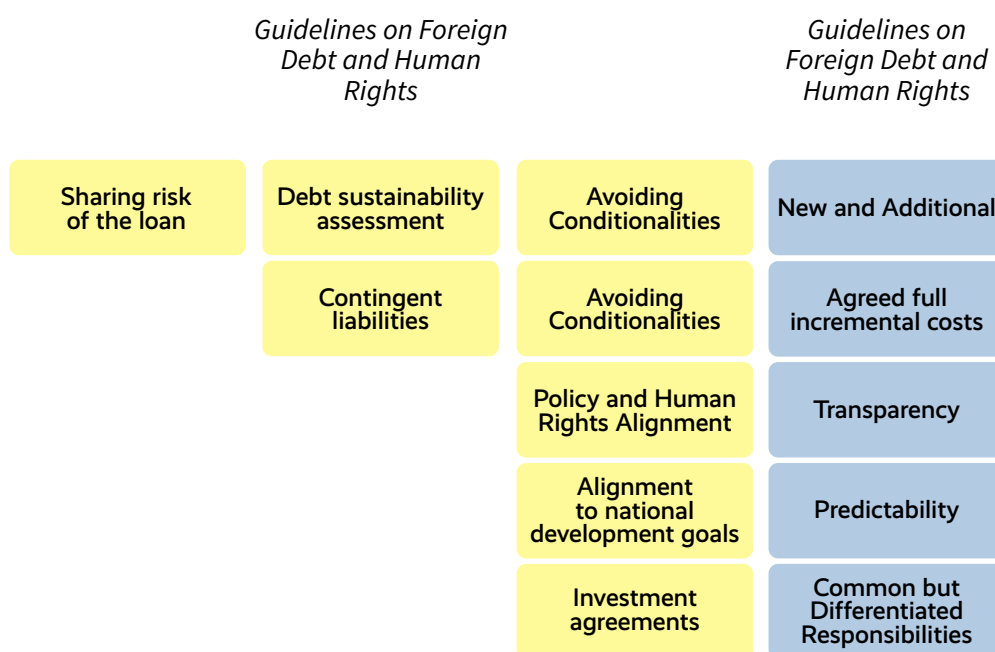 Guidelines on Foreign
Debt and Human
Rights
Guidelines on
Foreign Debt and
Human Rights
Sharing risk
of the loan
Debt sustainability
assessment
Avoiding
Conditionalities
New and Additional
Contingent
liabilities
Avoiding
Conditionalities
Agreed full
incremental costs
Policy and Human
Rights Alignment
Transparency
Alignment
to national
development goals
Predictability
Investment
agreements
Common but
Differentiated
Responsibilities